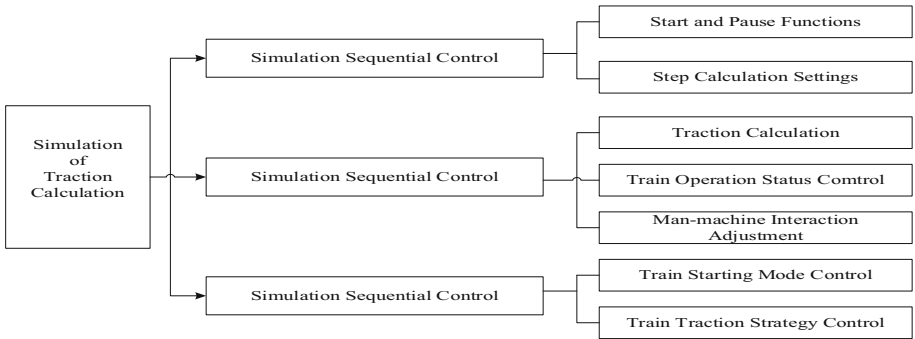 Simulation
of
Traction
Calculation
Simulation Sequential Control
Start and Pause Functions
Step Calculation Settings
Simulation Sequential Control
Traction Calculation
Train Operation Status Comtrol
Man-machine Interaction
Adjustment
Simulation Sequential Control
Train Starting Mode Control
Train Traction Strategy Control